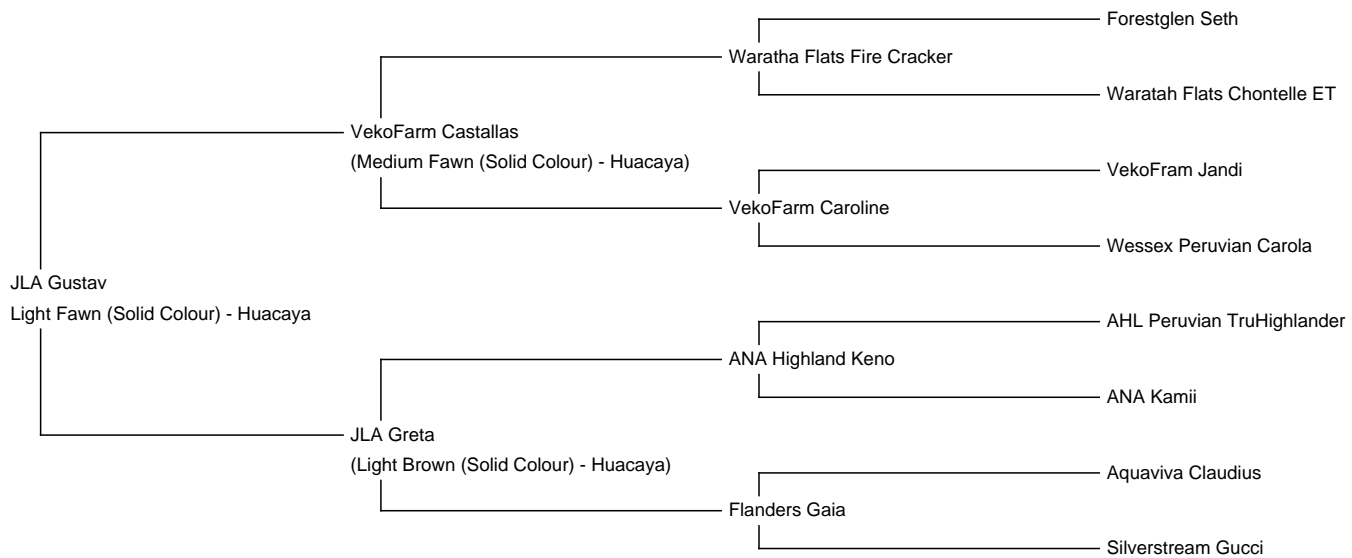 Forestglen Seth
Waratha Flats Fire Cracker
Waratah Flats Chontelle ET
VekoFarm Castallas
(Medium Fawn (Solid Colour) - Huacaya)
VekoFram Jandi
VekoFarm Caroline
Wessex Peruvian Carola
JLA Gustav
Light Fawn (Solid Colour) - Huacaya
AHL Peruvian TruHighlander
ANA Highland Keno
ANA Kamii
JLA Greta
(Light Brown (Solid Colour) - Huacaya)
Aquaviva Claudius
Flanders Gaia
Silverstream Gucci